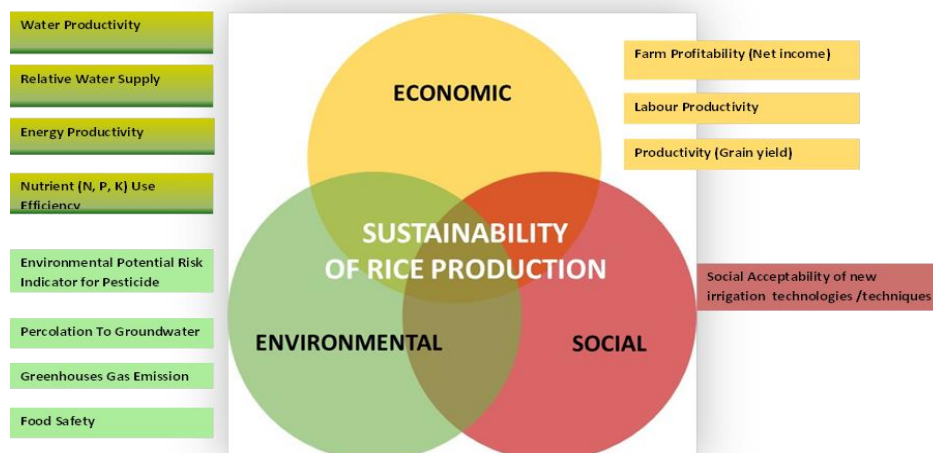 Water Productivity
Relative Water Supply
Energy Productivity
Nutrient (N, P, K) Use
Efficiency
Environmental Potential Risk
Indicator for Pesticide
Percolation To Groundwater
Greenhouses Gas Emission
Food Safety
ECONOMIC
SUSTAINABILITY
OF RICE PRODUCTION
ENVIRONMENTAL
SOCIAL
Farm Profitability (Net income)
Labour Productivity
Productivity (Grain yield)
Social Acceptability of new
irrigation technologies /techniques